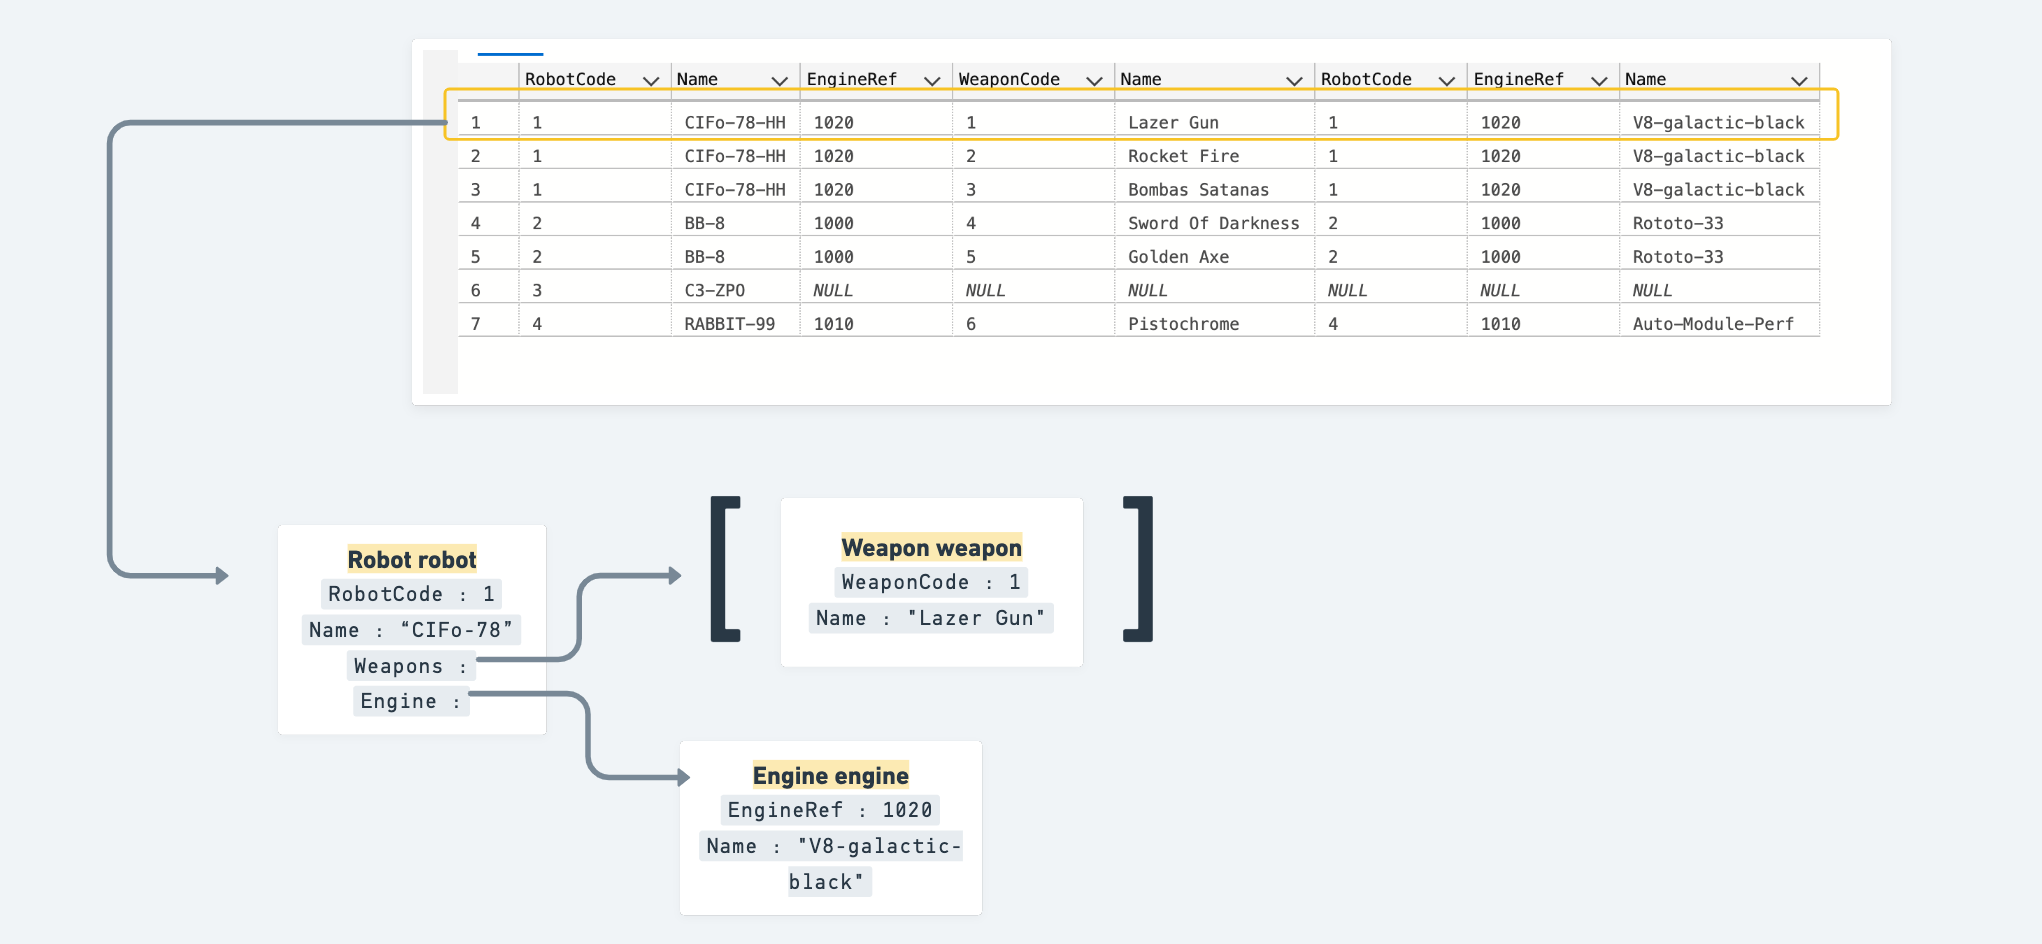 RobotCode Name EngineRef WeaponCode Name RobotCode EngineRef Name
1 1 CIFo-78-HH 1020 1 Lazer Gun 1 1020 V8-galactic-black
2 1 CIFo-78-HH 1020 2 Rocket Fire 1 1020 V8-galactic-black
3 1 CIFo-78-HH 1020 3 Bombas Satanas 1 1020 V8-galactic-black
4 2 BB-8 1000 4 Sword Of Darkness 2 1000 Rototo-33
5 2 BB-8 1000 5 Golden Axe 2 1000 Rototo-33
6 3 C3-ZPO NULL NULL NULL NULL NULL NULL
7 4 RABBIT-99 1010 6 Pistochrome 4 1010 Auto-Module-Perf
Robot robot
RobotCode : 1
Name : “CIFo-78”
Weapons :
Engine :
[
Weapon weapon
WeaponCode : 1
Name : "Lazer Gun"
]
Engine engine
EngineRef : 1020
Name : "V8-galactic-
black"